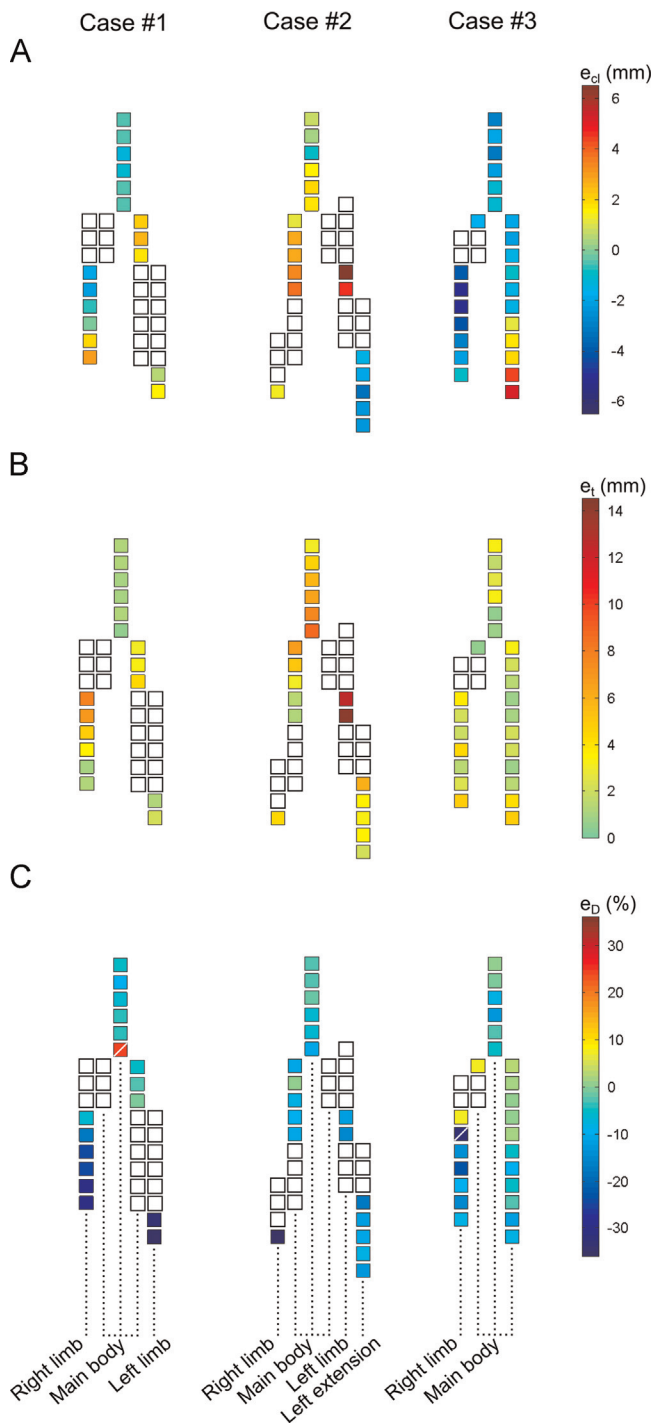 Case #1 Case #2 Case #3
A
e_cl (mm)
6
4
2
0
-2
-4
-6
B
e_t (mm)
14
12
10
8
6
4
2
0
C
e_D (%)
30
20
10
0
-10
-20
-30
Right limb
Main body
Left limb
Right limb
Main body
Left limb
Left extension
Right limb
Main body